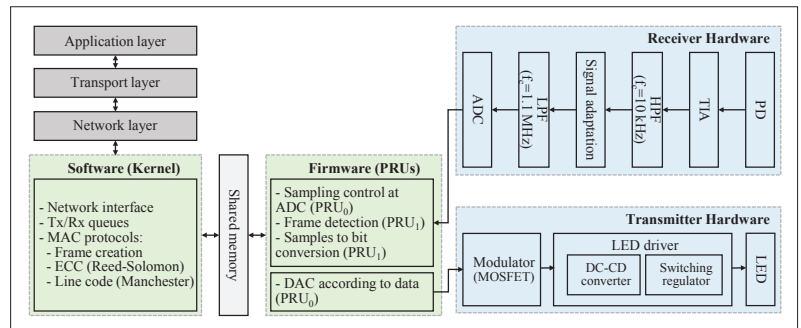 Application layer
Transport layer
Network layer
Software (Kernel)
- Network interface
- Tx/Rx queues
- MAC protocols:
- Frame creation
- ECC (Reed-Solomon)
- Line code (Manchester)
Shared memory
Firmware (PRUs)
- Sampling control at
ADC (PRU0)
- Frame detection (PRU1)
- Samples to bit
conversion (PRU1)
- DAC according to data
(PRU0)
Receiver Hardware
ADC
LPF
(fc=1.1 MHz)
Signal adaptation
HPF
(fc=10 kHz)
TIA
PD
Transmitter Hardware
Modulator
(MOSFET)
LED driver
DC-CD
converter
Switching
regulator
LED